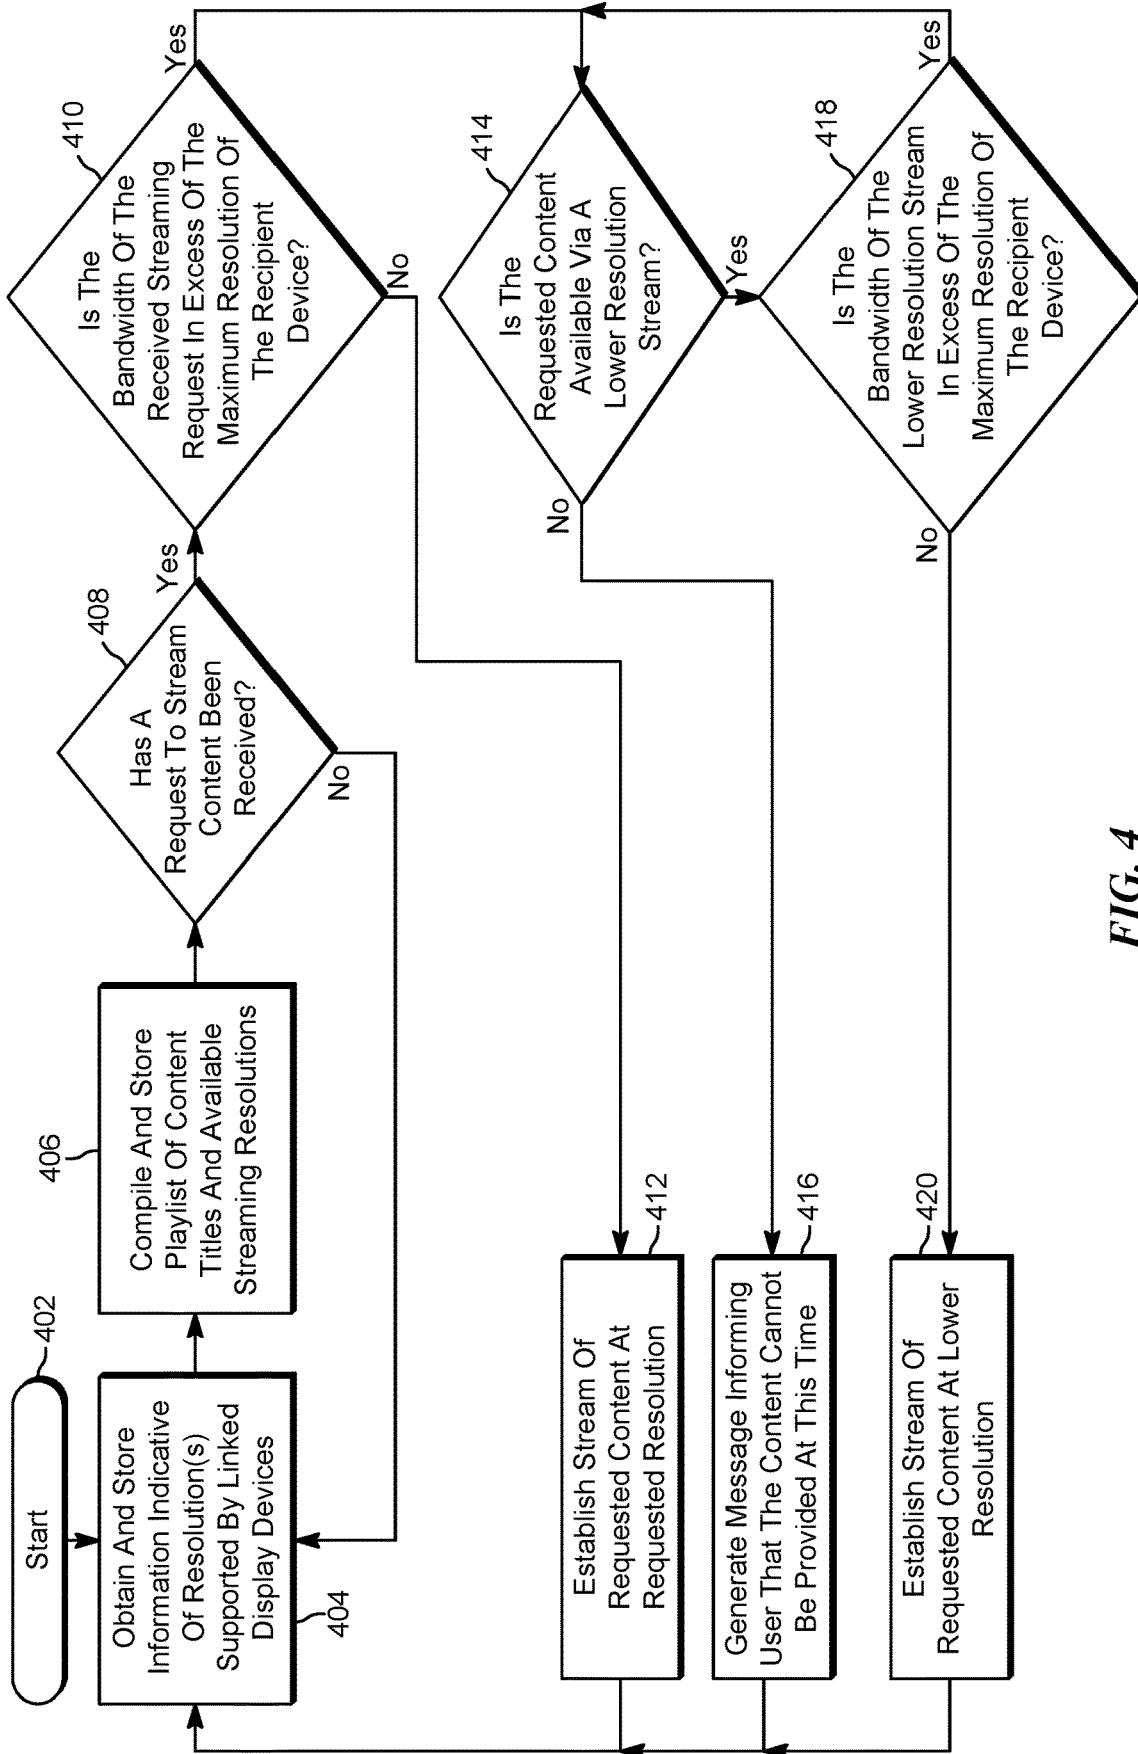 Start
402
Obtain And Store
Information Indicative
Of Resolution(s)
Supported By Linked
Display Devices
404
Compile And Store
Playlist Of Content
Titles And Available
Streaming Resolutions
406
Has A
Request To Stream
Content Been
Received?
408
Yes
No
Is The
Bandwidth Of The
Received Streaming
Request In Excess Of The
Maximum Resolution Of
The Recipient
Device?
410
Yes
No
Establish Stream Of
Requested Content At
Requested Resolution
412
Is The
Requested Content
Available Via A
Lower Resolution
Stream?
414
No
Yes
Generate Message Informing
User That The Content Cannot
Be Provided At This Time
416
Is The
Bandwidth Of The
Lower Resolution Stream
In Excess Of The
Maximum Resolution Of
The Recipient
Device?
418
Yes
No
Establish Stream Of
Requested Content At Lower
Resolution
420
FIG. 4